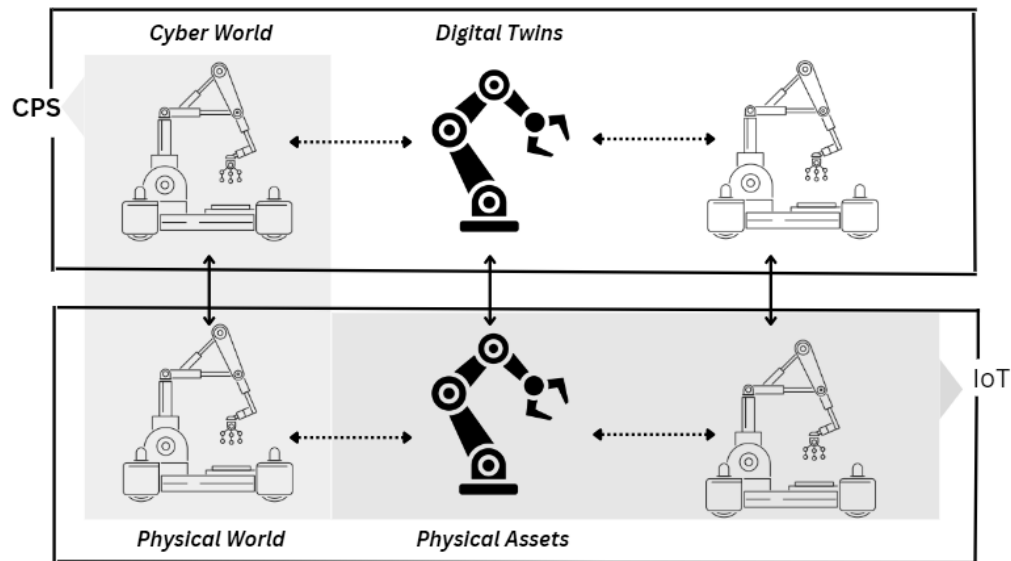 Cyber World
Digital Twins
CPS
IoT
Physical World
Physical Assets